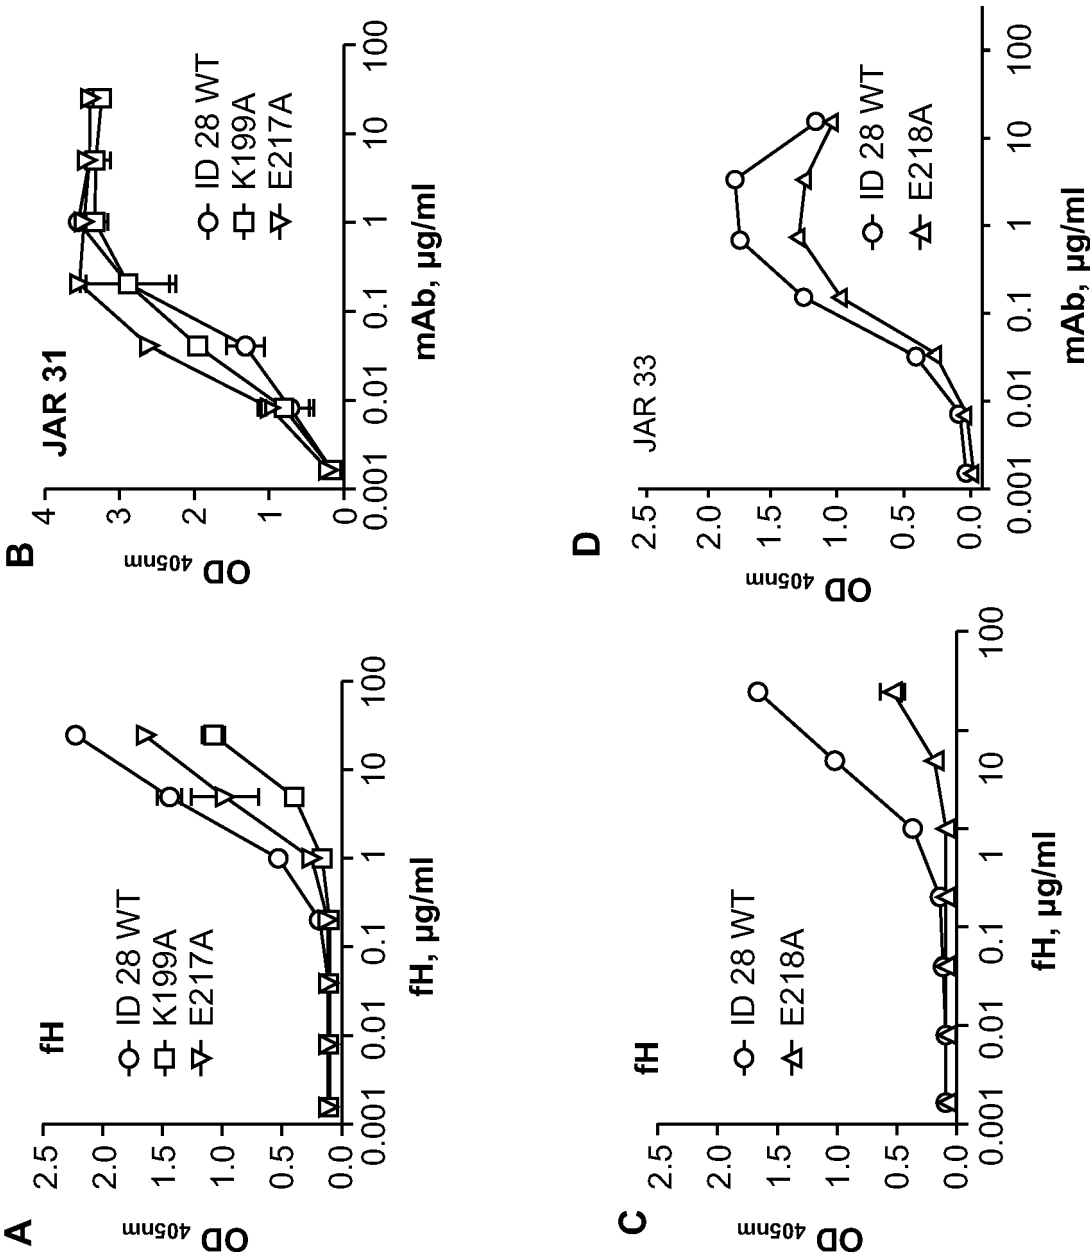 A
fH
OD 405nm
2.5
2.0
1.5
1.0
0.5
0.0
ID 28 WT
K199A
E217A
0.001
0.01
0.1
1
10
100
fH, µg/ml
B
JAR 31
OD 405nm
4
3
2
1
0
ID 28 WT
K199A
E217A
0.001
0.01
0.1
1
10
100
mAb, µg/ml
C
fH
OD 405nm
2.5
2.0
1.5
1.0
0.5
0.0
ID 28 WT
E218A
0.001
0.01
0.1
1
10
100
fH, µg/ml
D
JAR 33
OD 405nm
2.5
2.0
1.5
1.0
0.5
0.0
ID 28 WT
E218A
0.001
0.01
0.1
1
10
100
mAb, µg/ml